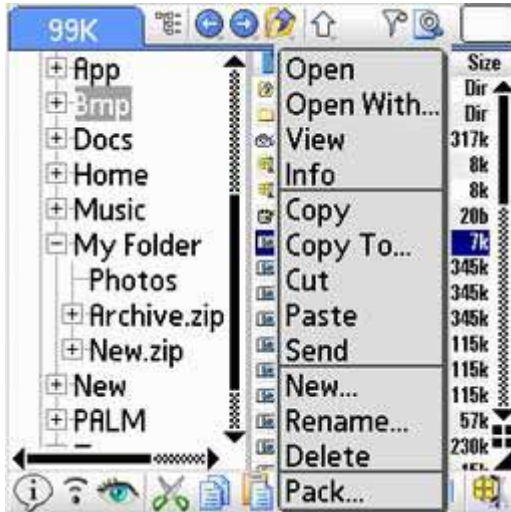 99K
App
Bmp
Docs
Home
Music
My Folder
Photos
Archive.zip
New.zip
New
PALM
Open
Open With...
View
Info
Copy
Copy To...
Cut
Paste
Send
New...
Rename...
Delete
Pack...
Size
Dir
Dir
317k
8k
8k
20b
7k
345k
345k
345k
115k
115k
115k
57k
230k